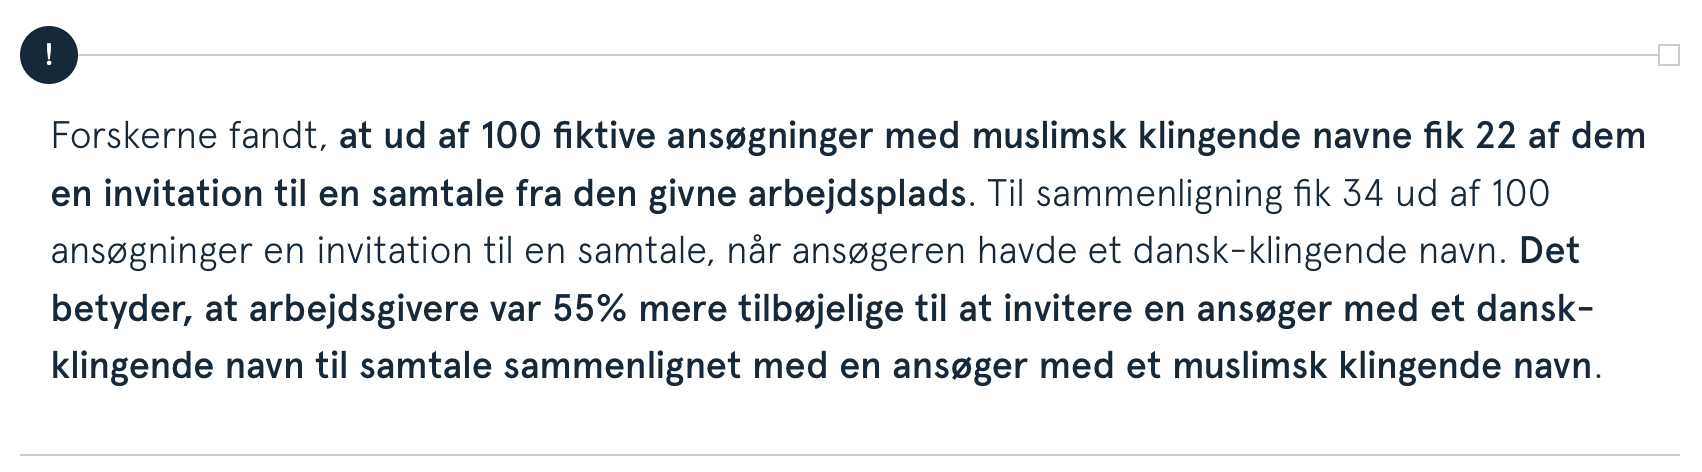 !
Forskerne fandt, at ud af 100 fiktive ansøgninger med muslimsk klingende navne fik 22 af dem
en invitation til en samtale fra den givne arbejdsplads. Til sammenligning fik 34 ud af 100
ansøgninger en invitation til en samtale, når ansøgeren havde et dansk-klingende navn. Det
betyder, at arbejdsgivere var 55% mere tilbøjelige til at invitere en ansøger med et dansk-
klingende navn til samtale sammenlignet med en ansøger med et muslimsk klingende navn.